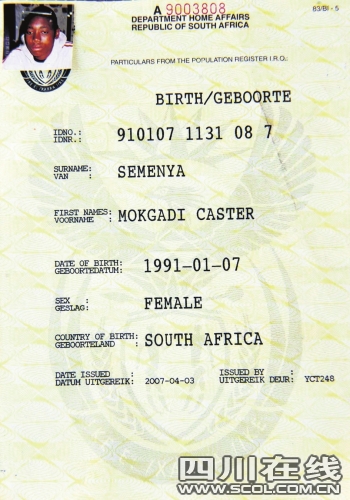 A 9003808
DEPARTMENT HOME AFFAIRS
REPUBLIC OF SOUTH AFRICA
83/BI - 5
PARTICULARS FROM THE POPULATION REGISTER I.R.O.:
BIRTH/GEBOORTE
IDNO.:
IDNR.: 910107 1131 08 7
SURNAME:
VAN : SEMENYA
FIRST NAMES:
VOORNAME : MOKGADI CASTER
DATE OF BIRTH:
GEBOORTEDATUM: 1991-01-07
SEX :
GESLAG: FEMALE
COUNTRY OF BIRTH:
GEBOORTELAND : SOUTH AFRICA
DATE ISSUED :
DATUM UITGEREIK: 2007-04-03
ISSUED BY :
UITGEREIK DEUR: YCT248
四川在线
WWW.SCOL.COM.CN